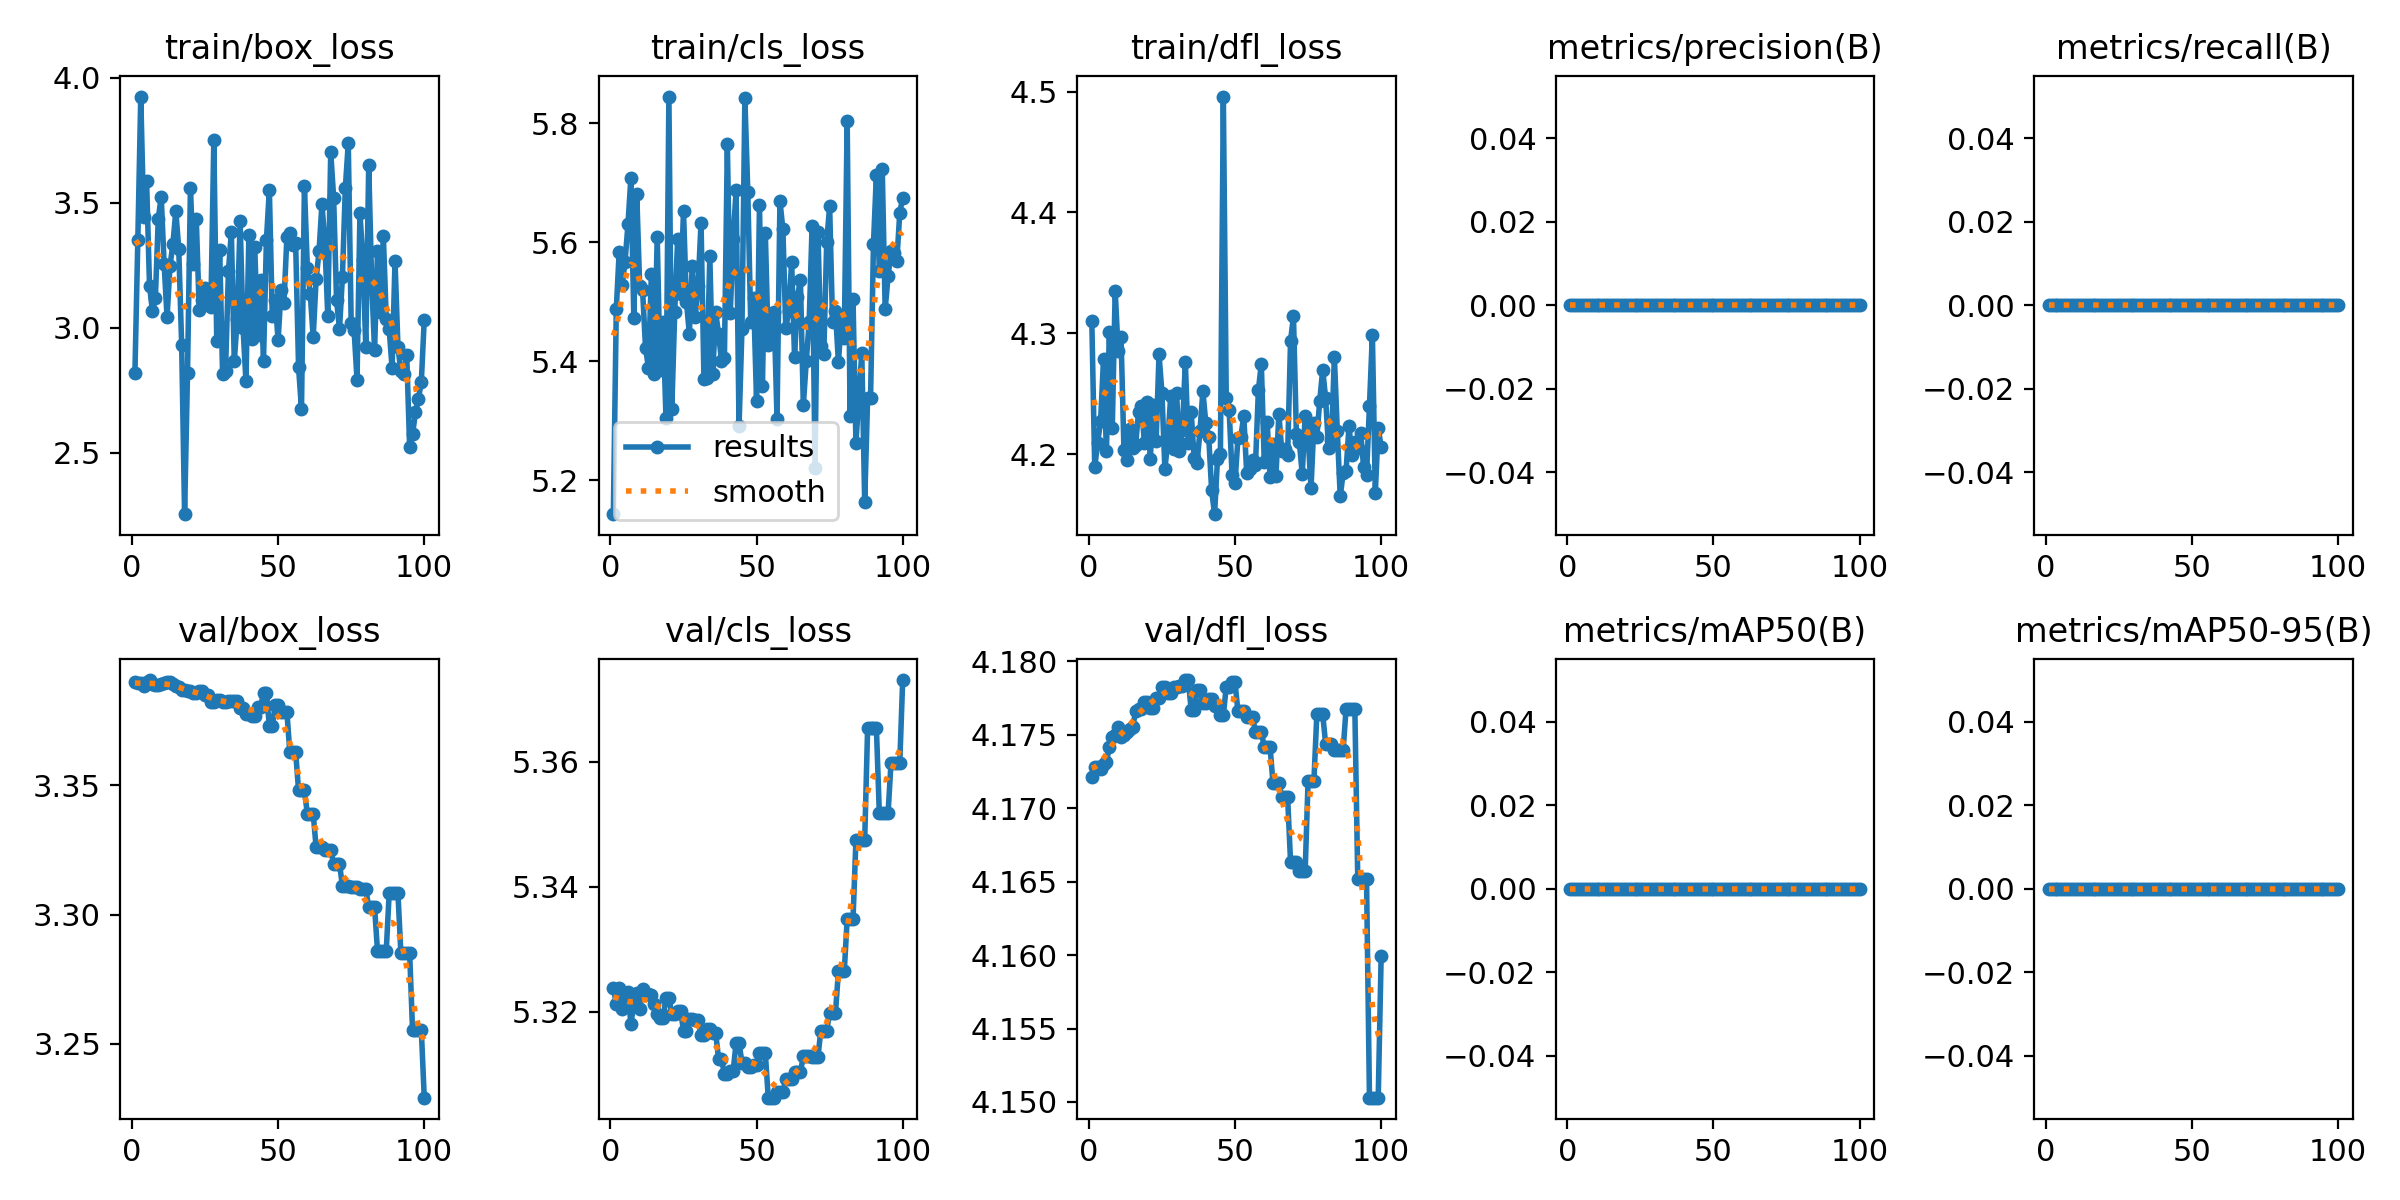 train/box_loss
4.0
3.5
3.0
2.5
0 50 100
train/cls_loss
5.8
5.6
5.4
5.2
results
smooth
0 50 100
train/dfl_loss
4.5
4.4
4.3
4.2
0 50 100
metrics/precision(B)
0.04
0.02
0.00
−0.02
−0.04
0 50 100
metrics/recall(B)
0.04
0.02
0.00
−0.02
−0.04
0 50 100
val/box_loss
3.35
3.30
3.25
0 50 100
val/cls_loss
5.36
5.34
5.32
0 50 100
val/dfl_loss
4.180
4.175
4.170
4.165
4.160
4.155
4.150
0 50 100
metrics/mAP50(B)
0.04
0.02
0.00
−0.02
−0.04
0 50 100
metrics/mAP50-95(B)
0.04
0.02
0.00
−0.02
−0.04
0 50 100